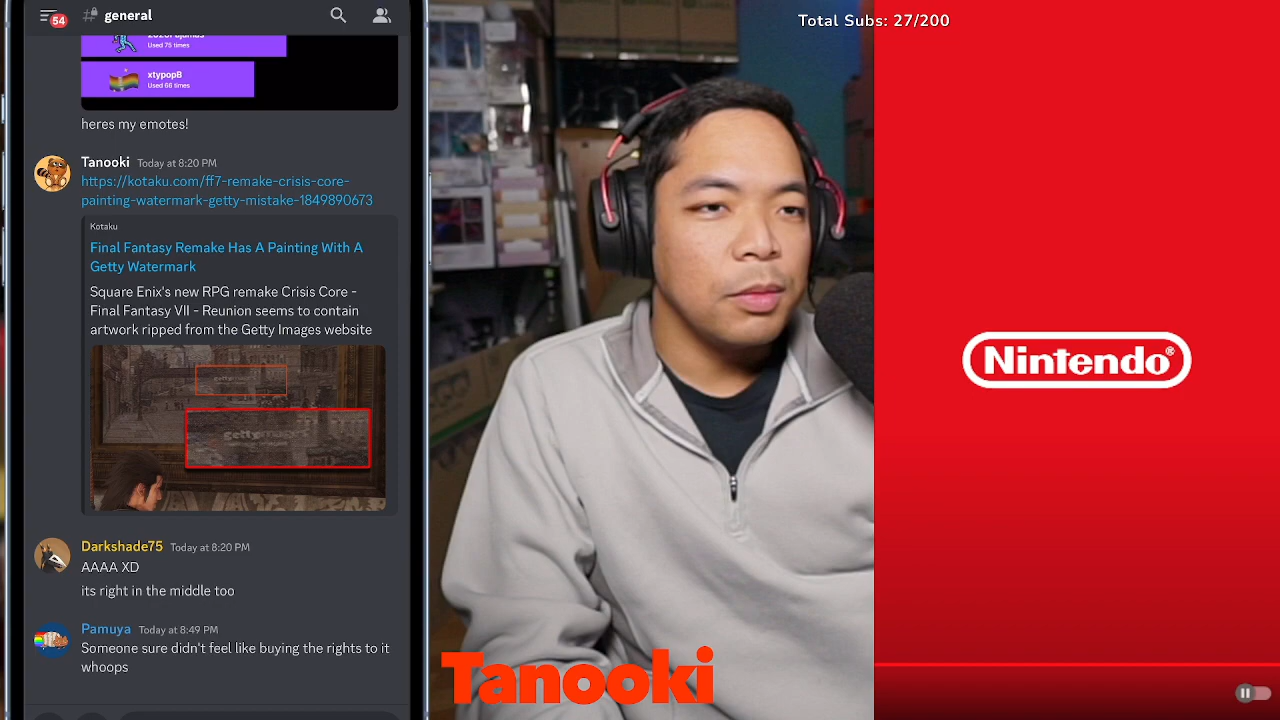 54
general
Used 75 times
xtypopB
Used 66 times
heres my emotes!
Tanooki Today at 8:20 PM
https://kotaku.com/ff7-remake-crisis-core-
painting-watermark-getty-mistake-1849890673
Kotaku
Final Fantasy Remake Has A Painting With A
Getty Watermark
Square Enix's new RPG remake Crisis Core -
Final Fantasy VII - Reunion seems to contain
artwork ripped from the Getty Images website
Darkshade75 Today at 8:20 PM
AAAA XD
its right in the middle too
Pamuya Today at 8:49 PM
Someone sure didn't feel like buying the rights to it
whoops
Tanooki
Total Subs: 27/200
Nintendo®